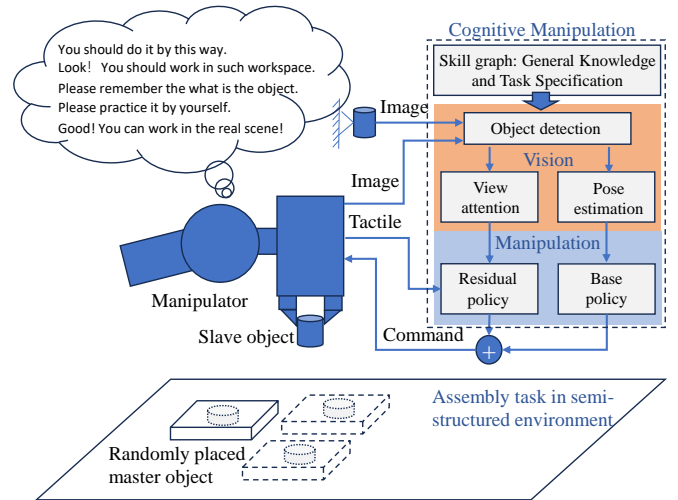 Cognitive Manipulation
You should do it by this way.
Look! You should work in such workspace.
Please remember the what is the object.
Please practice it by yourself.
Good! You can work in the real scene!
Skill graph: General Knowledge
and Task Specification
Image
Object detection
Vision
Image
View
attention
Pose
estimation
Tactile
Manipulation
Manipulator
Residual
policy
Base
policy
Slave object
Command
+
Assembly task in semi-
structured environment
Randomly placed
master object